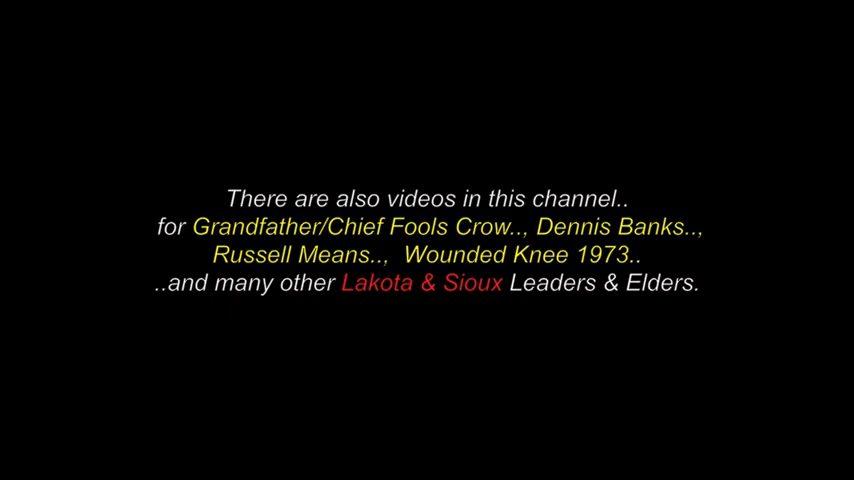 There are also videos in this channel..
for Grandfather/Chief Fools Crow.., Dennis Banks..,
Russell Means.., Wounded Knee 1973..
..and many other Lakota & Sioux Leaders & Elders.